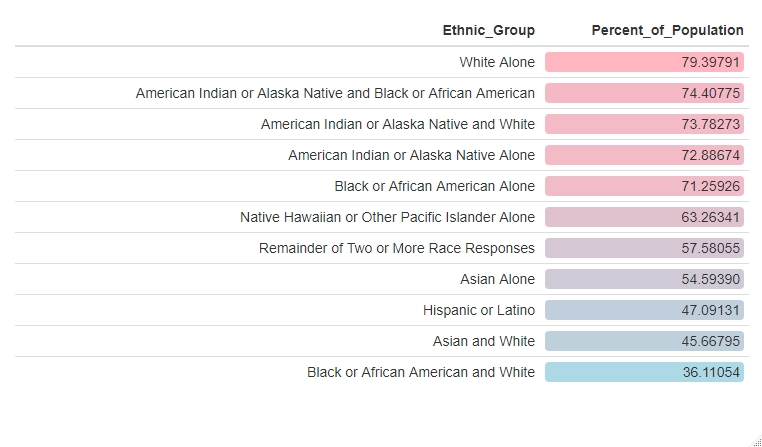 Ethnic_Group Percent_of_Population
White Alone 79.39791
American Indian or Alaska Native and Black or African American 74.40775
American Indian or Alaska Native and White 73.78273
American Indian or Alaska Native Alone 72.88674
Black or African American Alone 71.25926
Native Hawaiian or Other Pacific Islander Alone 63.26341
Remainder of Two or More Race Responses 57.58055
Asian Alone 54.59390
Hispanic or Latino 47.09131
Asian and White 45.66795
Black or African American and White 36.11054